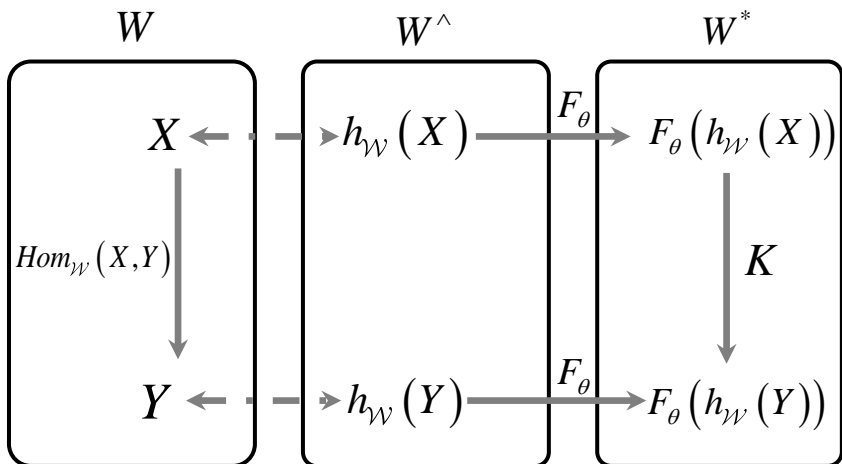 W W^ W*
X h_𝒲(X) F_θ F_θ(h_𝒲(X))
Hom_𝒲(X,Y) K
Y h_𝒲(Y) F_θ F_θ(h_𝒲(Y))